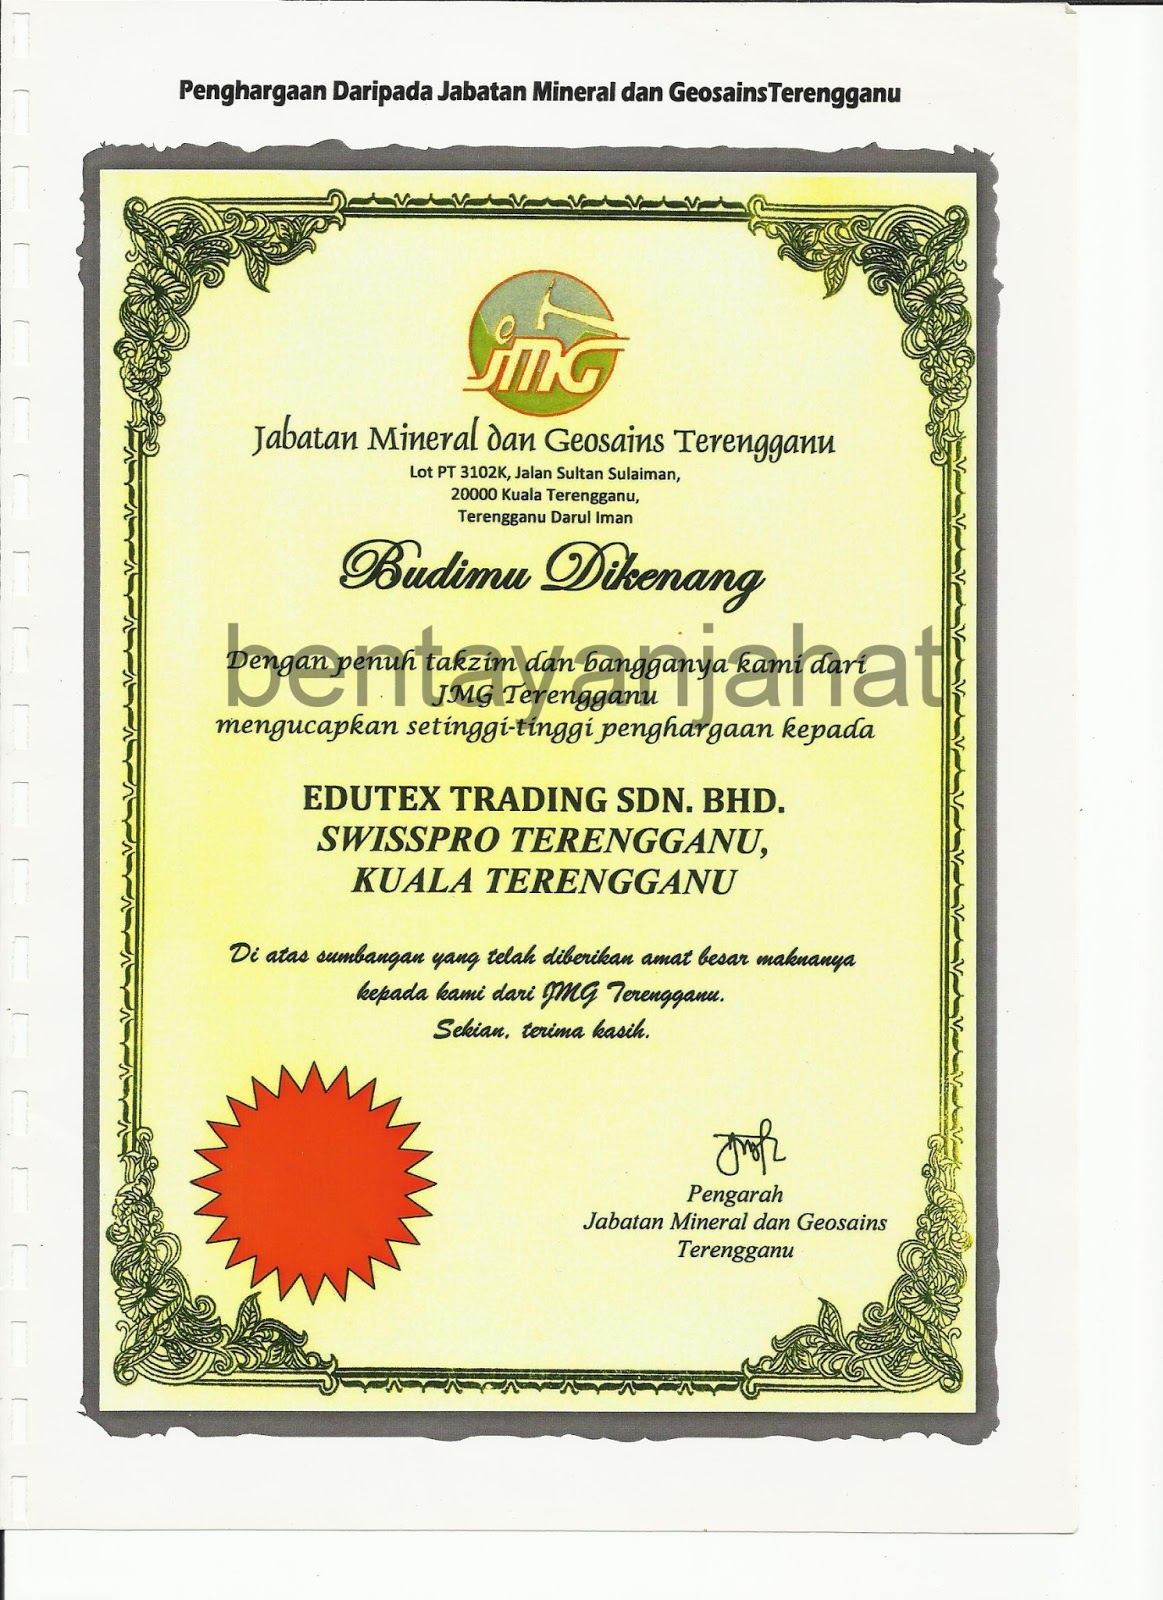 Penghargaan Daripada Jabatan Mineral dan GeosainsTerengganu
JMG
Jabatan Mineral dan Geosains Terengganu
Lot PT 3102K, Jalan Sultan Sulaiman,
20000 Kuala Terengganu,
Terengganu Darul Iman
Budimu Dikenang
bentayanjahat
Dengan penuh takzim dan bangganya kami dari
JMG Terengganu
mengucapkan setinggi-tinggi penghargaan kepada
EDUTEX TRADING SDN. BHD.
SWISSPRO TERENGGANU,
KUALA TERENGGANU
Di atas sumbangan yang telah diberikan amat besar maknanya
kepada kami dari JMG Terengganu.
Sekian, terima kasih.
Pengarah
Jabatan Mineral dan Geosains
Terengganu